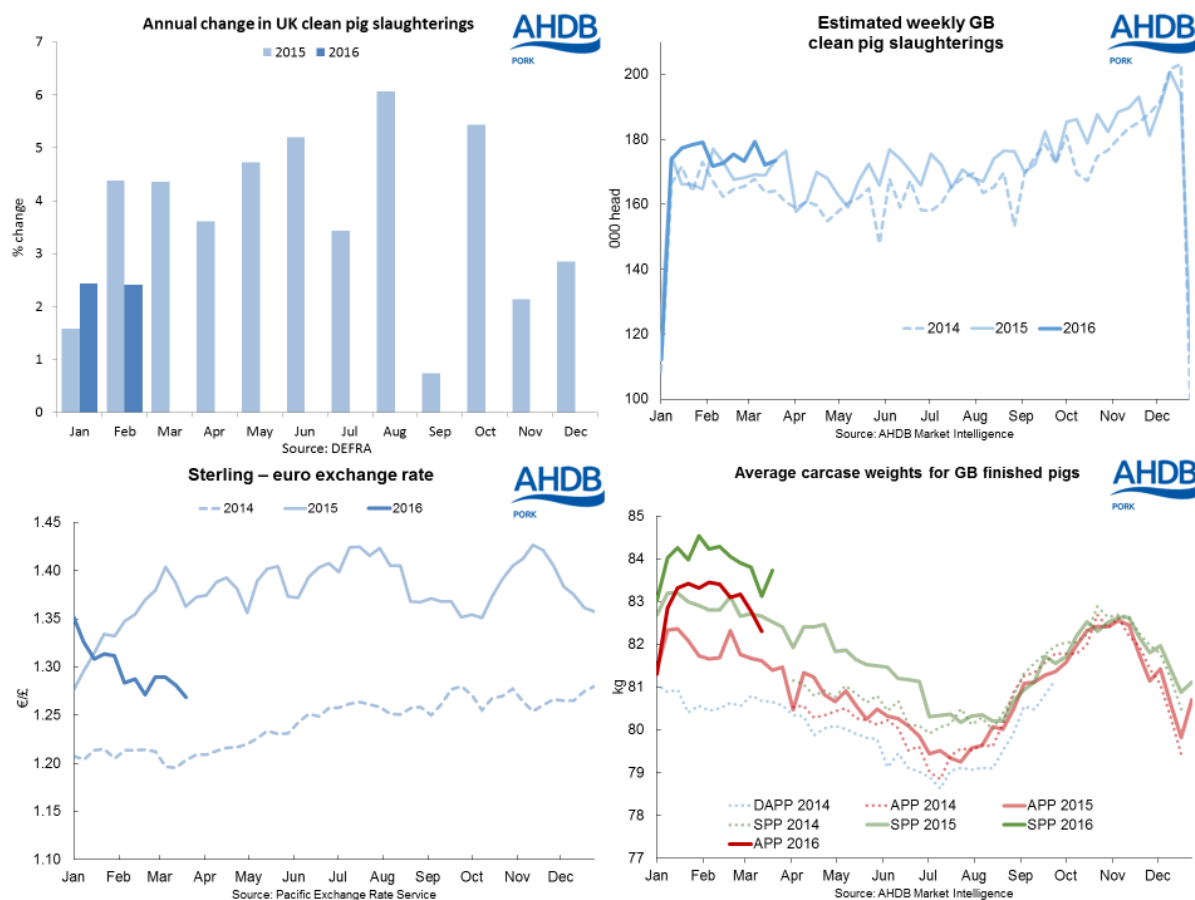 Annual change in UK clean pig slaughterings
AHDB
PORK
2015 2016
7
6
5
4
3
2
1
0
% change
Jan Feb Mar Apr May Jun Jul Aug Sep Oct Nov Dec
Source: DEFRA
Estimated weekly GB
clean pig slaughterings
AHDB
PORK
200
180
160
140
120
100
000 head
2014 2015 2016
Jan Feb Mar Apr May Jun Jul Aug Sep Oct Nov Dec
Source: AHDB Market Intelligence
Sterling – euro exchange rate
AHDB
PORK
2014 2015 2016
1.45
1.40
1.35
1.30
1.25
1.20
1.15
1.10
€/£
Jan Feb Mar Apr May Jun Jul Aug Sep Oct Nov Dec
Source: Pacific Exchange Rate Service
Average carcase weights for GB finished pigs
AHDB
PORK
85
84
83
82
81
80
79
78
77
kg
DAPP 2014 APP 2014 APP 2015
SPP 2014 SPP 2015 SPP 2016
APP 2016
Jan Feb Mar Apr May Jun Jul Aug Sep Oct Nov Dec
Source: AHDB Market Intelligence